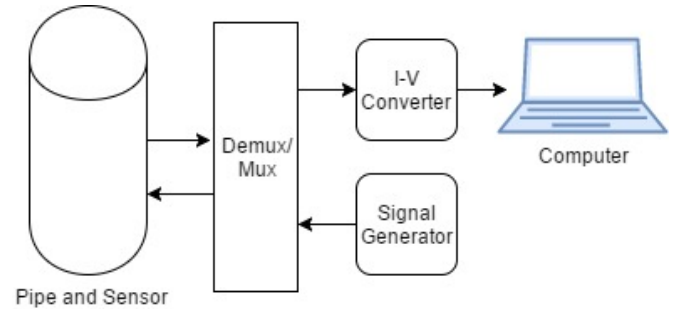 I-V
Converter
Demux/
Mux
Computer
Signal
Generator
Pipe and Sensor